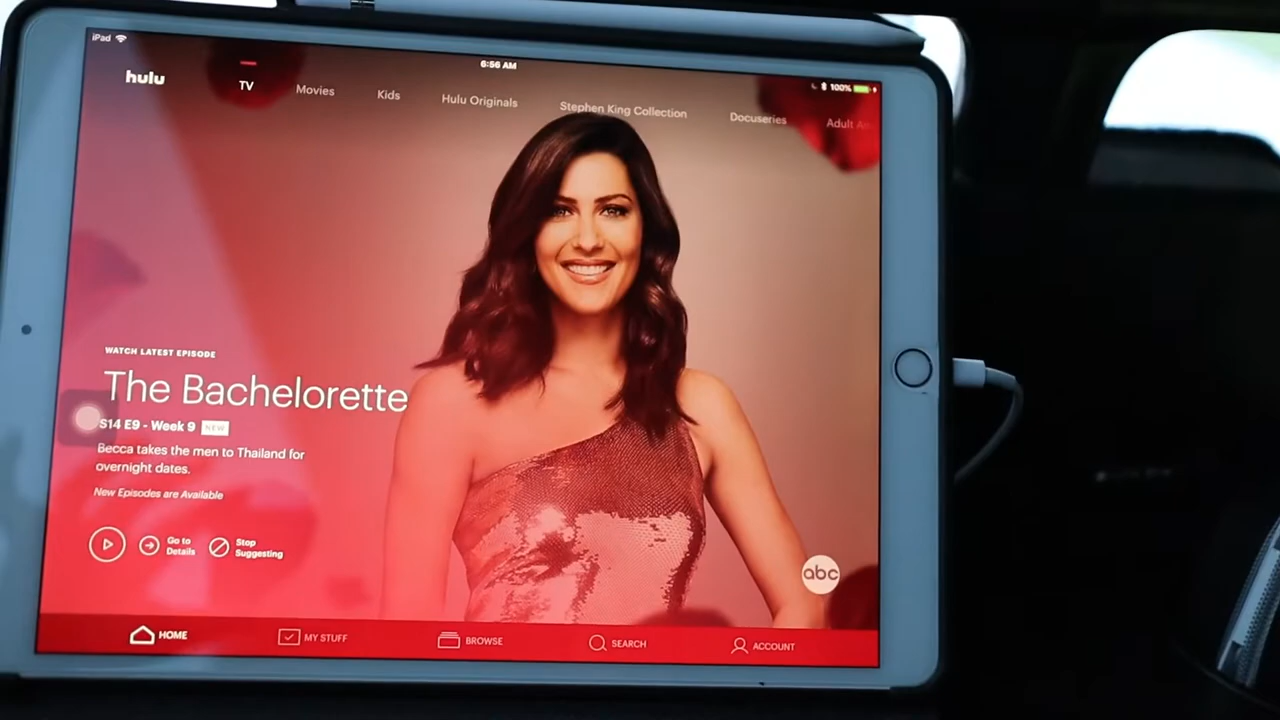 iPad
6:56 AM
100%
hulu
TV
Movies
Kids
Hulu Originals
Stephen King Collection
Docuseries
Adult
WATCH LATEST EPISODE
The Bachelorette
S14 E9 - Week 9 NEW
Becca takes the men to Thailand for
overnight dates.
New Episodes are Available
Go to
Details
Stop
Suggesting
abc
HOME
MY STUFF
BROWSE
SEARCH
ACCOUNT